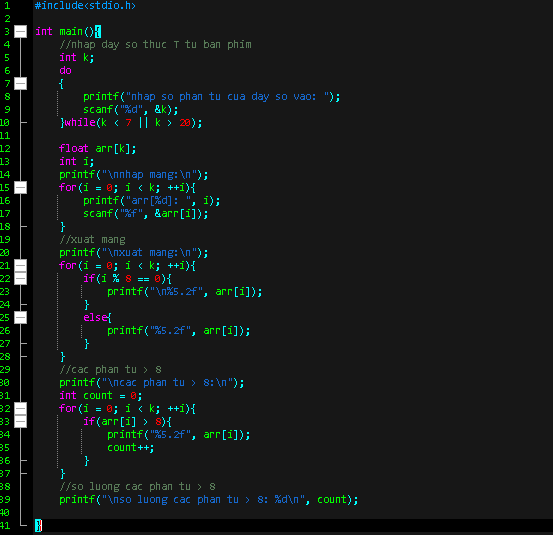 1 #include<stdio.h>
2
3 int main(){
4 //nhap day so thuc T tu ban phim
5 int k;
6 do
7 {
8 printf("nhap so phan tu cua day so vao: ");
9 scanf("%d", &k);
10 }while(k < 7 || k > 20);
11
12 float arr[k];
13 int i;
14 printf("\nnhap mang:\n");
15 for(i = 0; i < k; ++i){
16 printf("arr[%d]: ", i);
17 scanf("%f", &arr[i]);
18 }
19 //xuat mang
20 printf("\nxuat mang:\n");
21 for(i = 0; i < k; ++i){
22 if(i % 8 == 0){
23 printf("\n%5.2f", arr[i]);
24 }
25 else{
26 printf("%5.2f", arr[i]);
27 }
28 }
29 //cac phan tu > 8
30 printf("\ncac phan tu > 8:\n");
31 int count = 0;
32 for(i = 0; i < k; ++i){
33 if(arr[i] > 8){
34 printf("%5.2f", arr[i]);
35 count++;
36 }
37 }
38 //so luong cac phan tu > 8
39 printf("\nso luong cac phan tu > 8: %d\n", count);
40
41 }